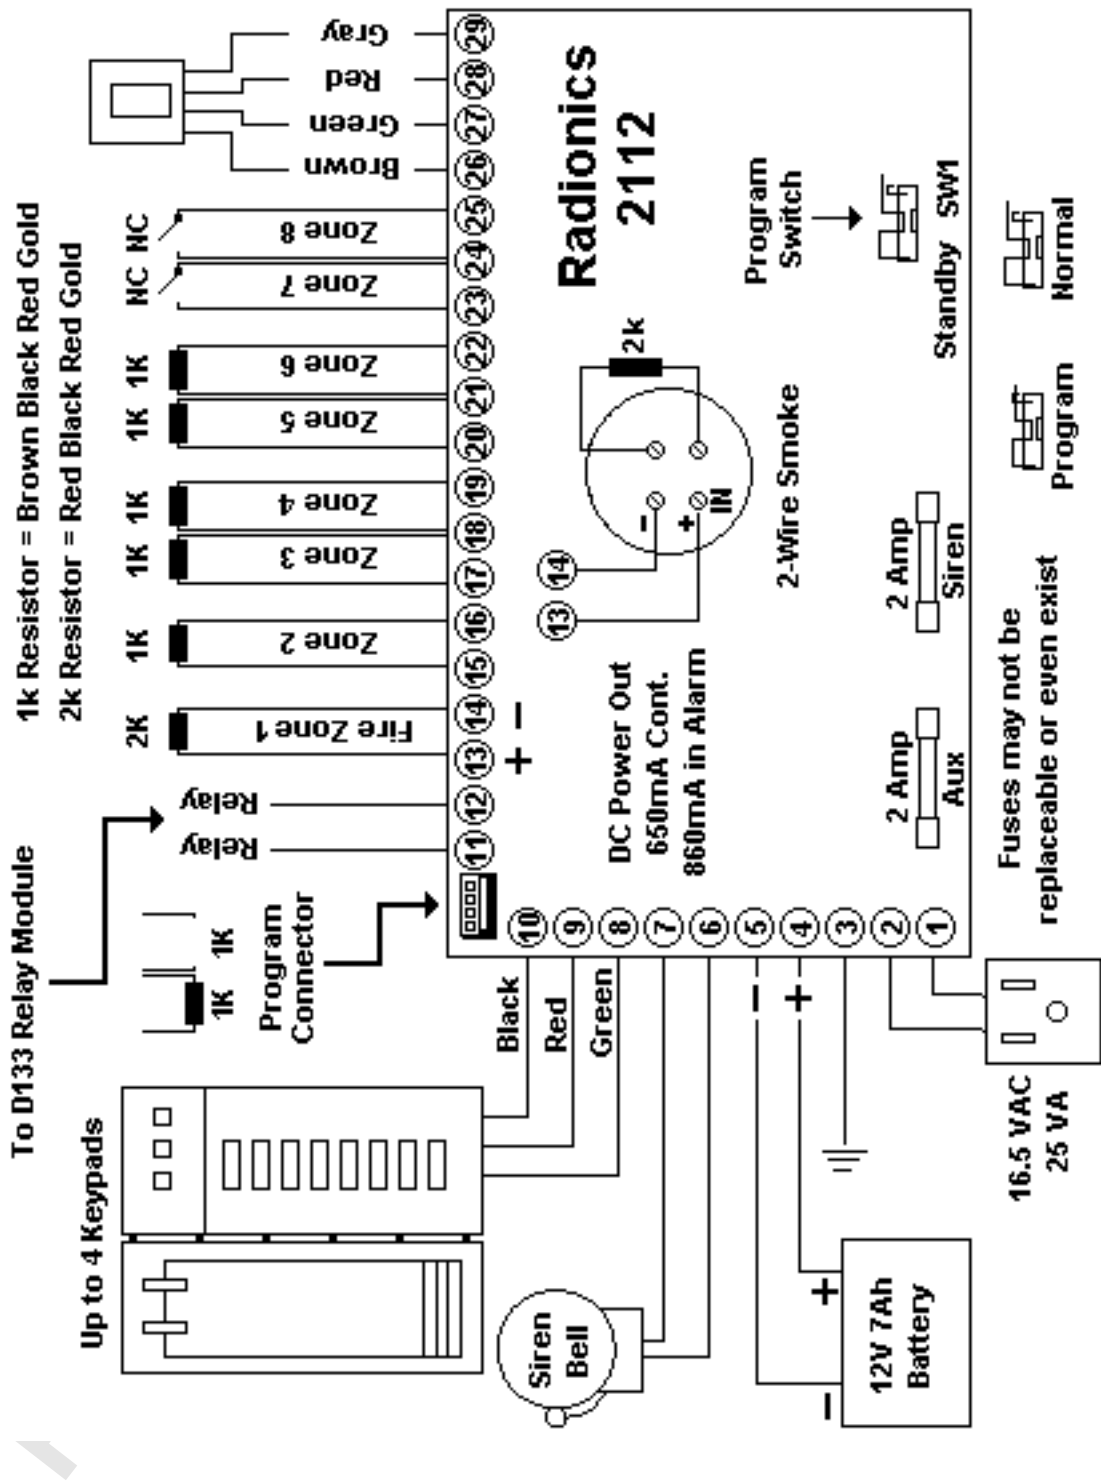 To D133 Relay Module
1k Resistor = Brown Black Red Gold
2k Resistor = Red Black Red Gold
Up to 4 Keypads
1K
1K
Program
Connector
Relay
Relay
2K
1K
1K
1K
1K
1K
NC
NC
Fire Zone 1
Zone 2
Zone 3
Zone 4
Zone 5
Zone 6
Zone 7
Zone 8
Brown
Green
Red
Gray
11
12
13
14
15
16
17
18
19
20
21
22
23
24
25
26
27
28
29
+
-
Black
Red
Green
10
9
8
7
6
5
4
3
2
1
-
+
Radionics
2112
13
14
-
+
IN
2k
2-Wire Smoke
DC Power Out
650mA Cont.
860mA in Alarm
Program
Switch
Standby SW1
2 Amp
Aux
2 Amp
Siren
Program
Normal
Fuses may not be
replaceable or even exist
Siren
Bell
-
+
12V 7Ah
Battery
16.5 VAC
25 VA